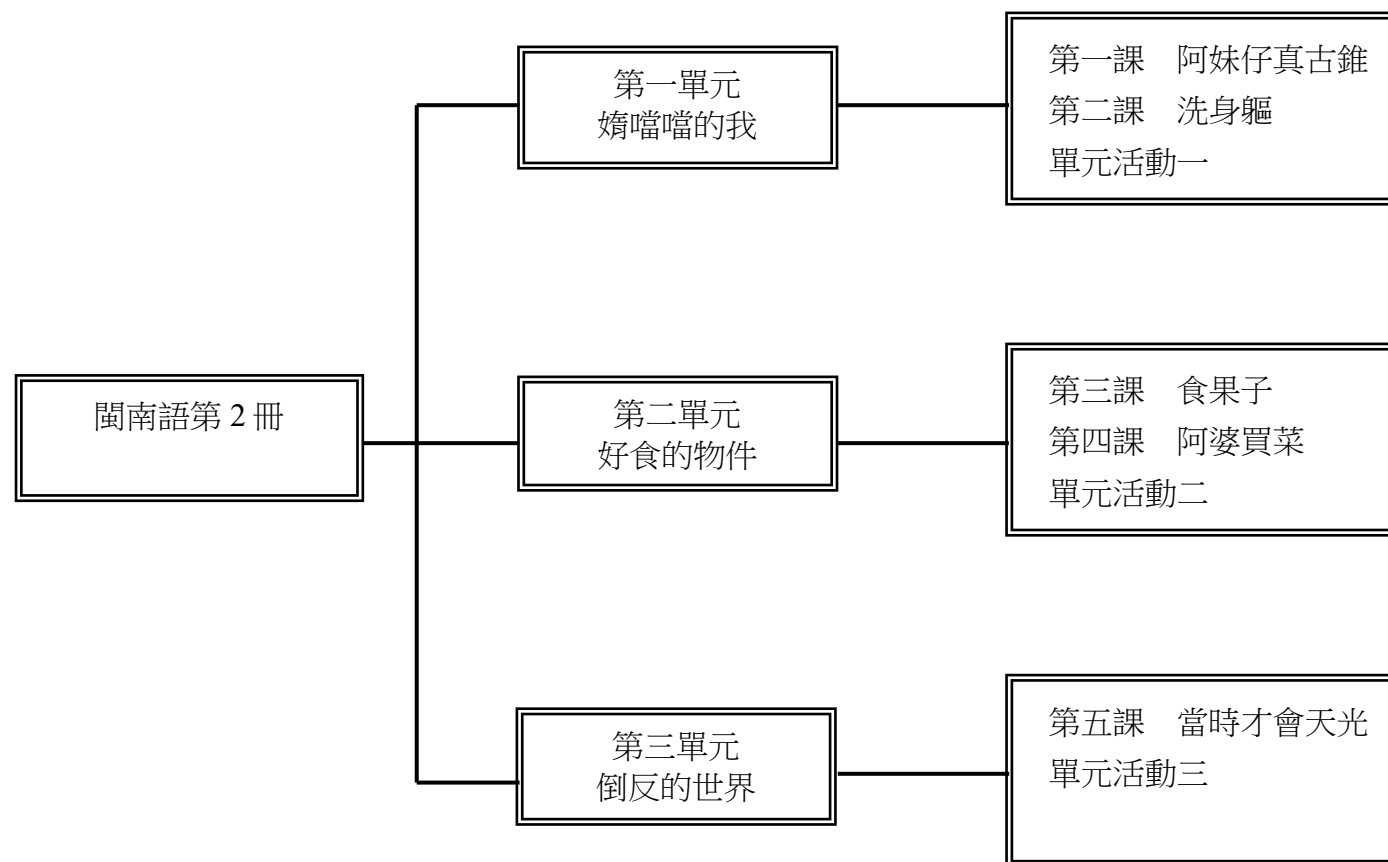 閩南語第 2 冊
第一單元
媠噹噹的我
第一課　阿妹仔真古錐
第二課　洗身軀
單元活動一
第二單元
好食的物件
第三課　食果子
第四課　阿婆買菜
單元活動二
第三單元
倒反的世界
第五課　當時才會天光
單元活動三